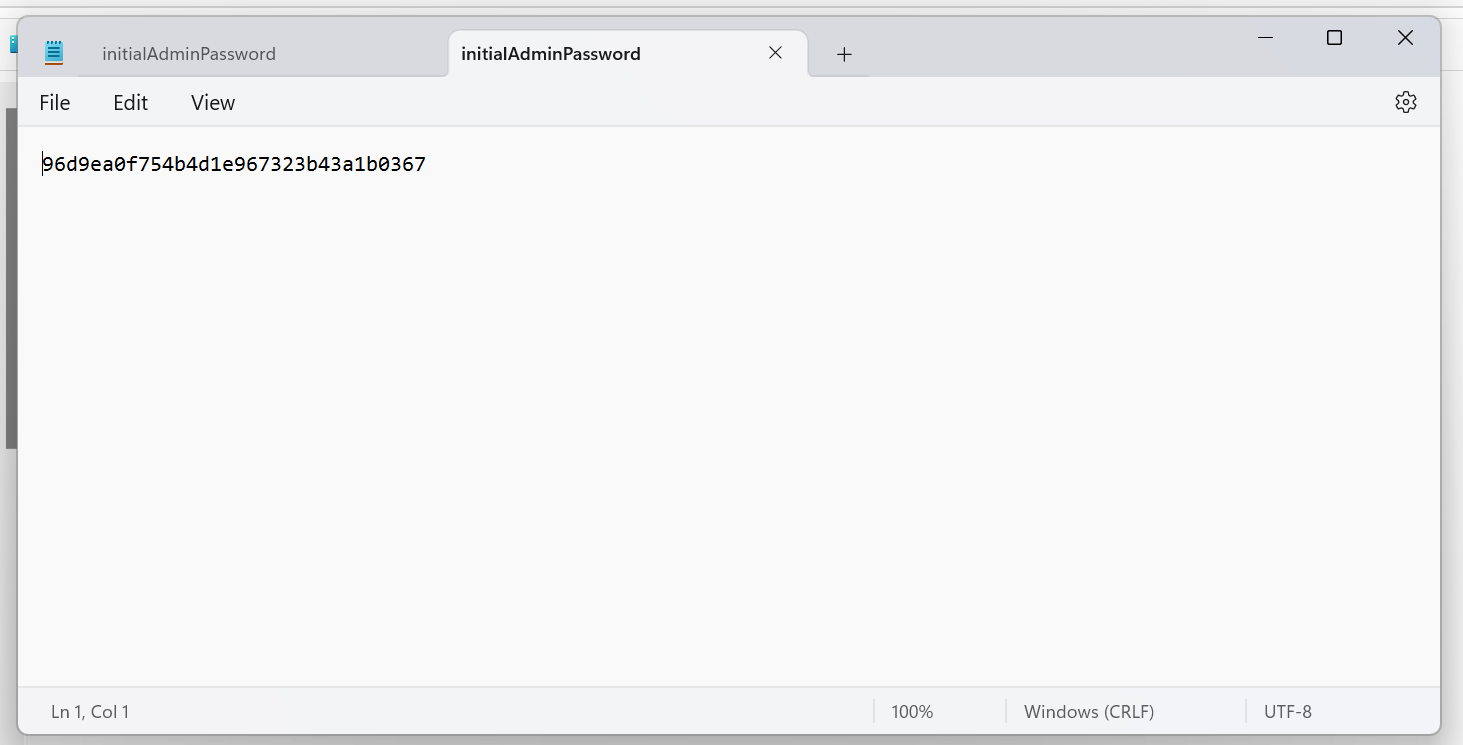 initialAdminPassword
initialAdminPassword
File Edit View
96d9ea0f754b4d1e967323b43a1b0367
Ln 1, Col 1 100% Windows (CRLF) UTF-8